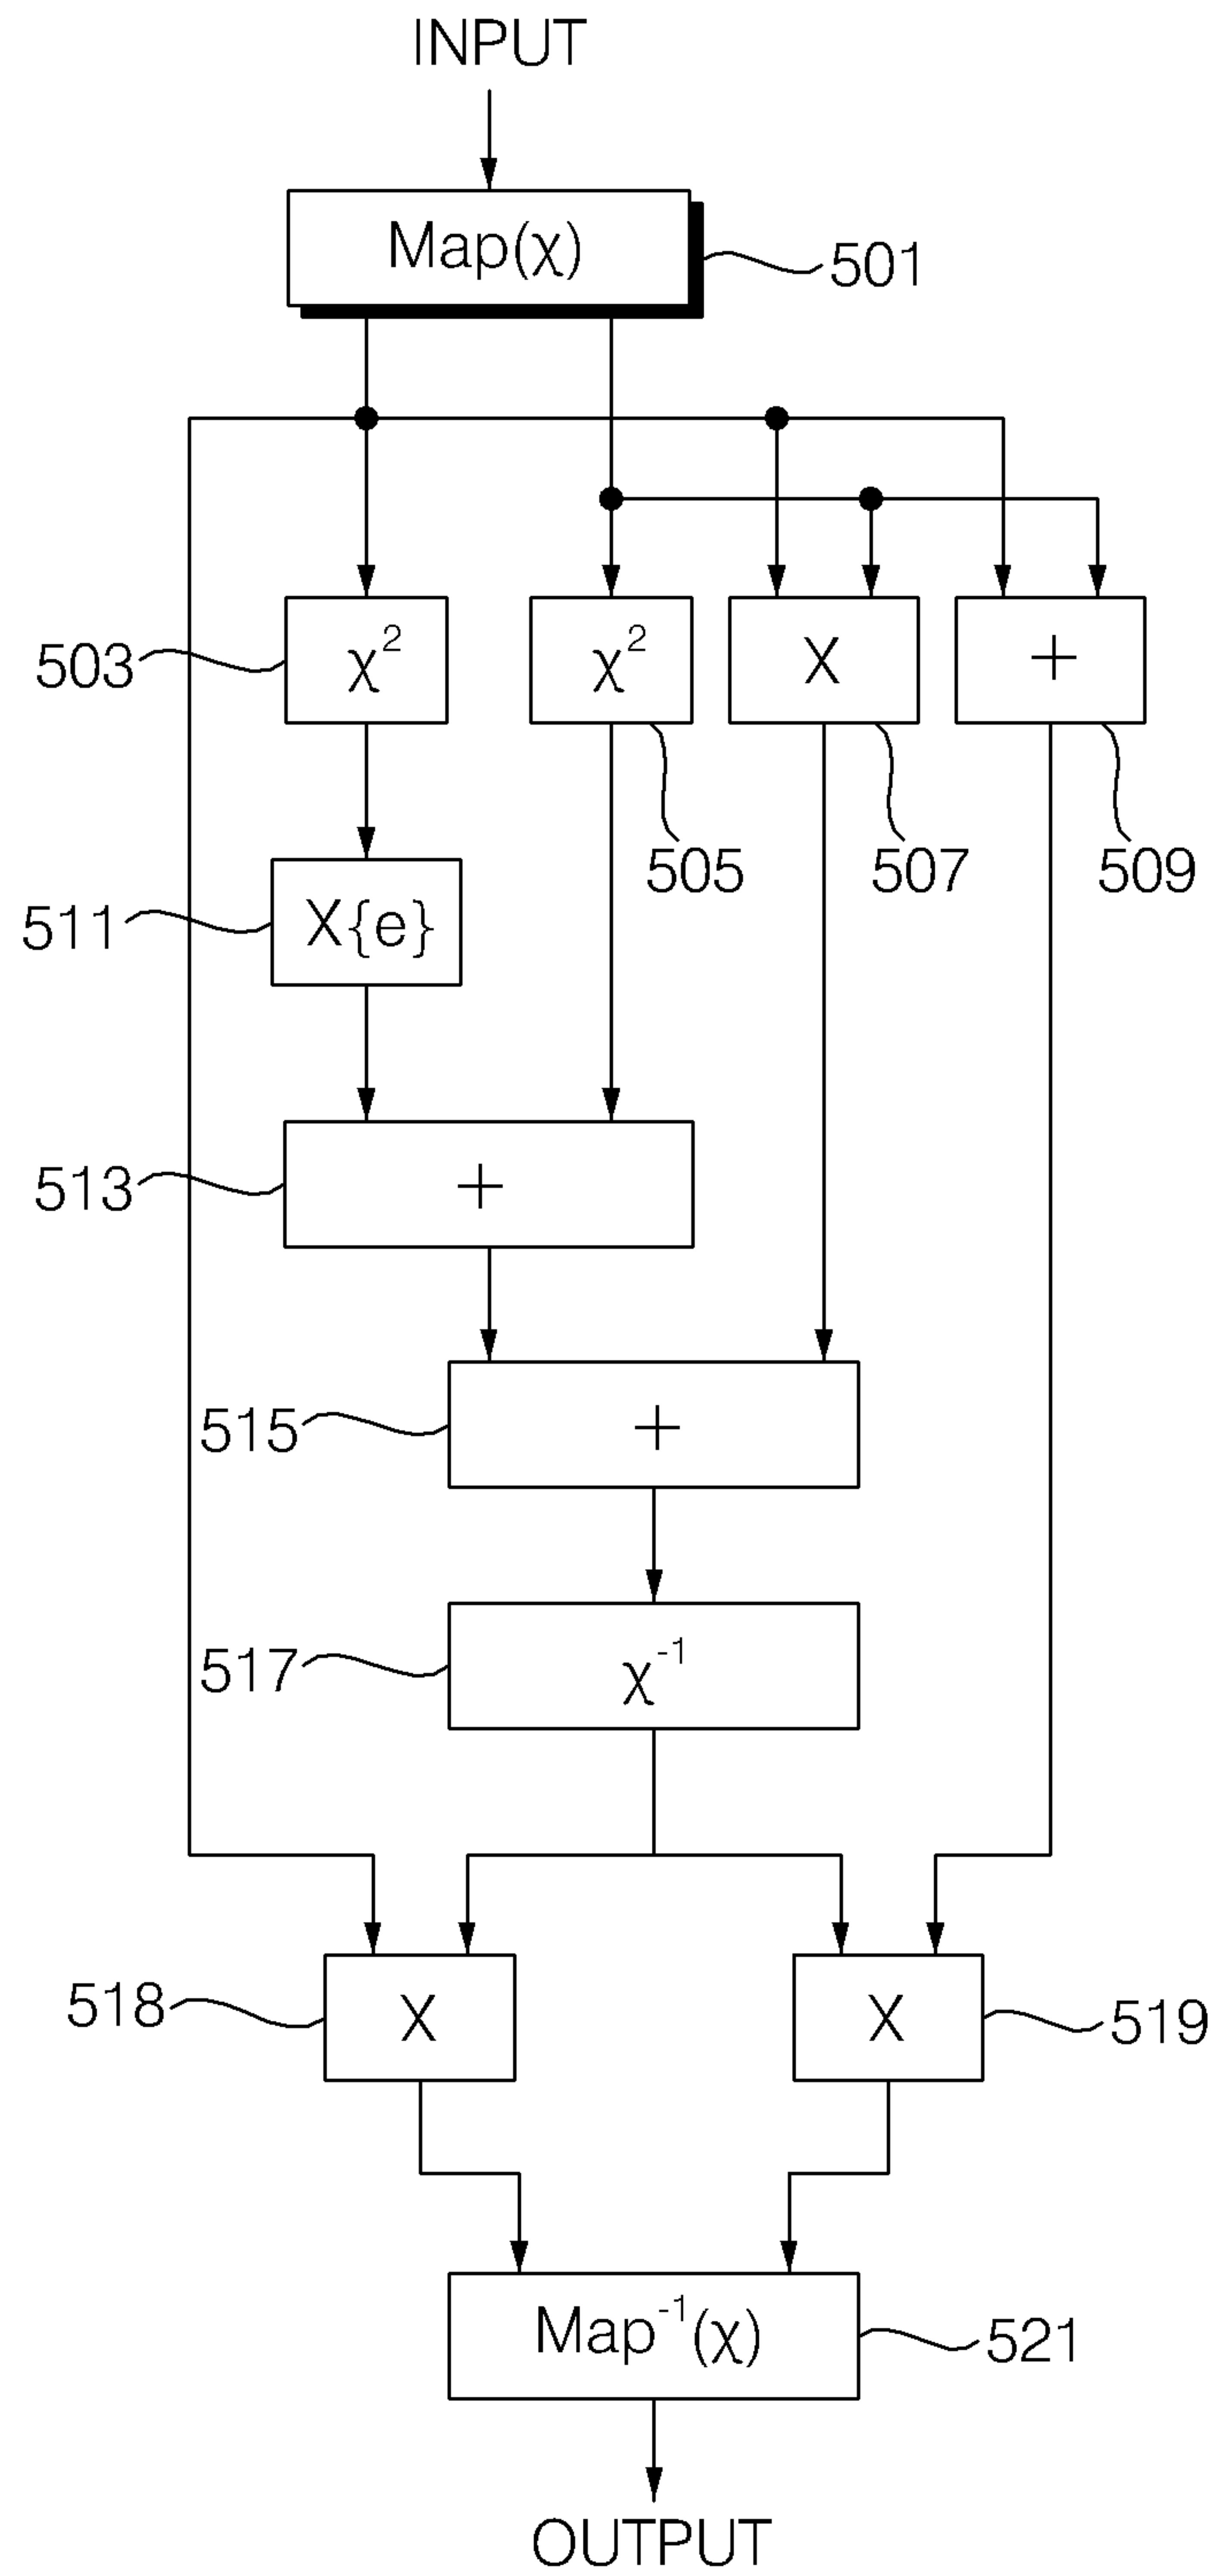 INPUT
Map(χ)
501
503
χ²
χ²
X
+
505
507
509
511
X{e}
513
+
515
+
517
χ⁻¹
518
X
X
519
Map⁻¹(χ)
521
OUTPUT